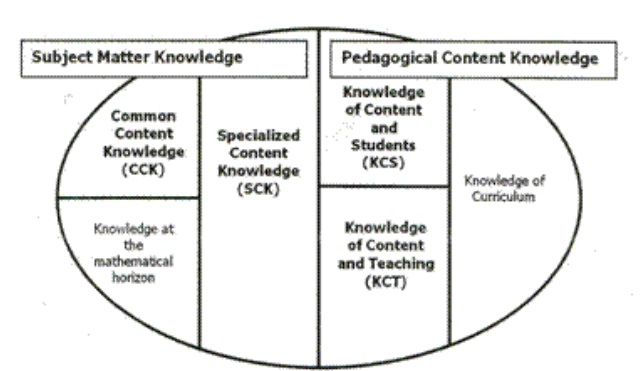 Subject Matter Knowledge
Pedagogical Content Knowledge
Common
Content
Knowledge
(CCK)
Knowledge at
the
mathematical
horizon
Specialized
Content
Knowledge
(SCK)
Knowledge
of Content
and
Students
(KCS)
Knowledge
of Content
and Teaching
(KCT)
Knowledge of
Curriculum